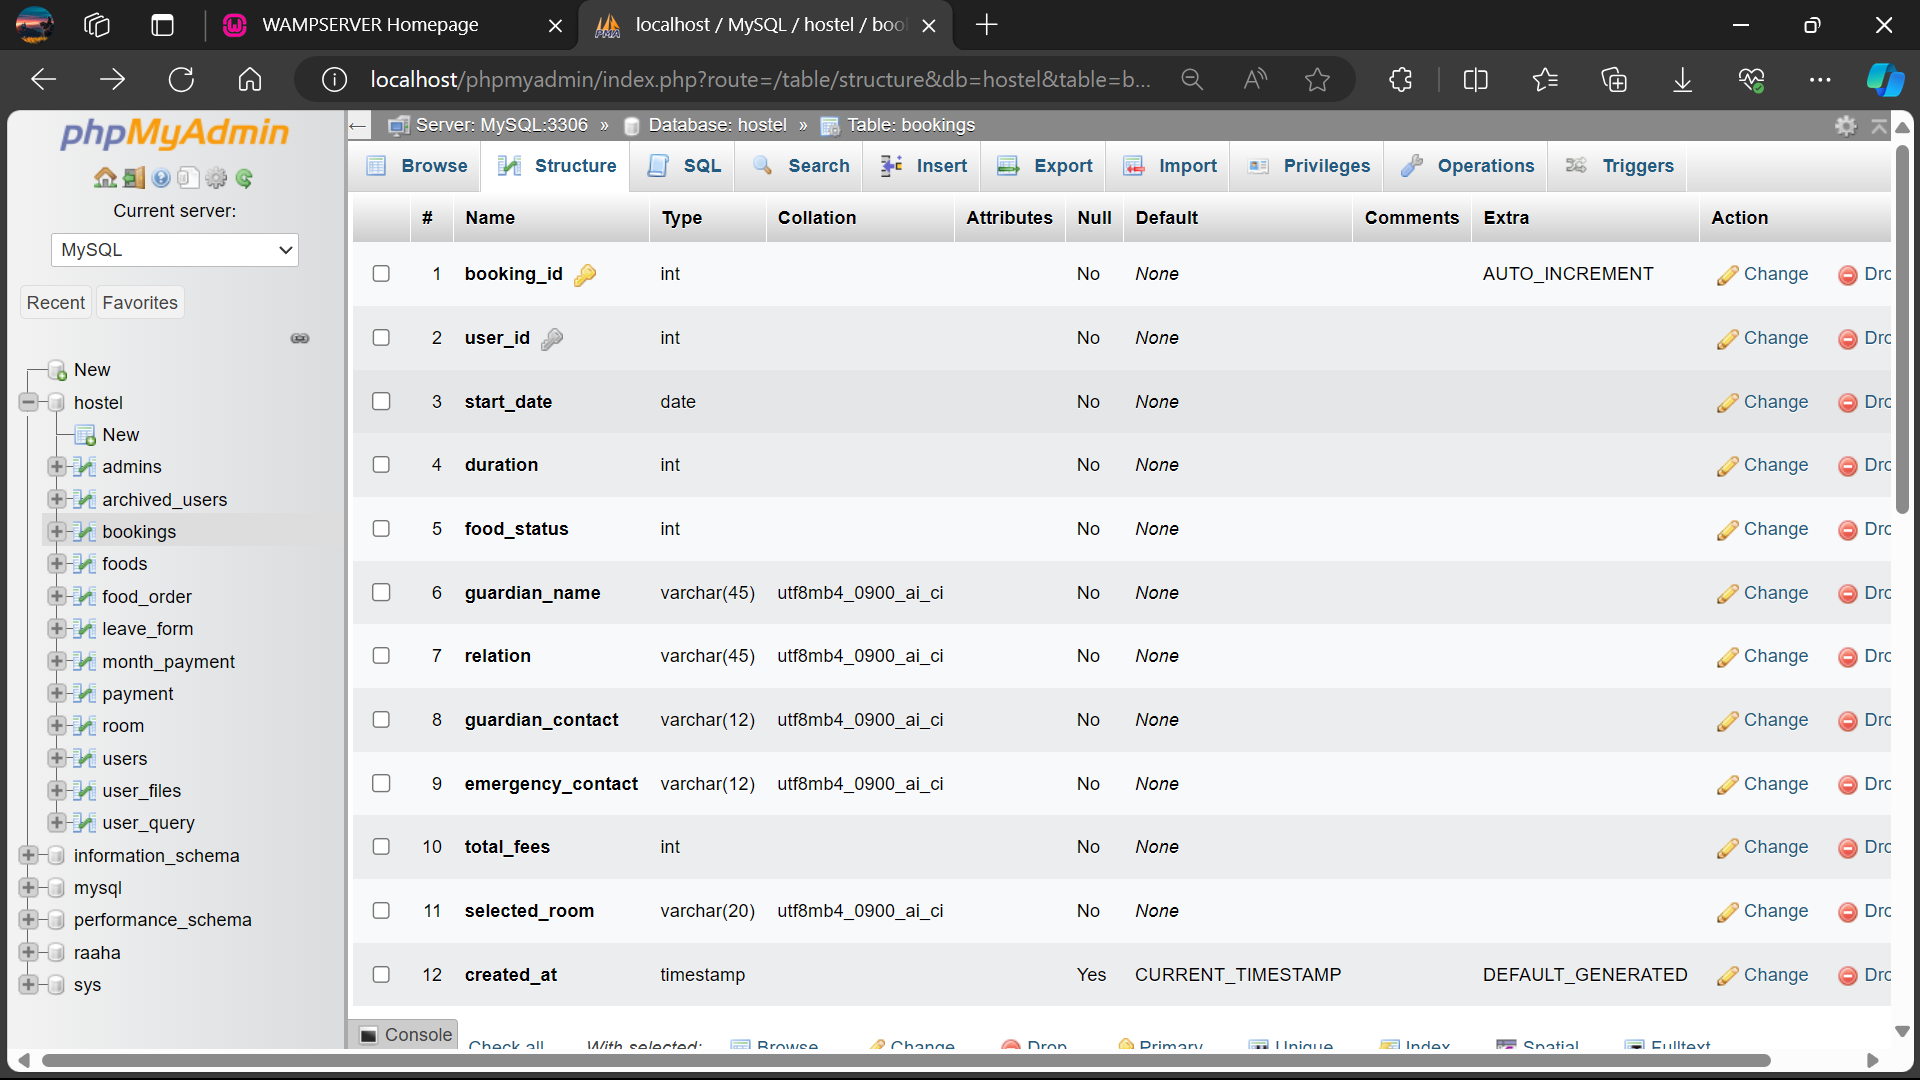 WAMPSERVER Homepage
localhost / MySQL / hostel / boo
localhost/phpmyadmin/index.php?route=/table/structure&db=hostel&table=b...
phpMyAdmin
Current server:
MySQL
Recent Favorites
New
hostel
New
admins
archived_users
bookings
foods
food_order
leave_form
month_payment
payment
room
users
user_files
user_query
information_schema
mysql
performance_schema
raaha
sys
Server: MySQL:3306 » Database: hostel » Table: bookings
Browse Structure SQL Search Insert Export Import Privileges Operations Triggers
# Name Type Collation Attributes Null Default Comments Extra Action
1 booking_id int No None AUTO_INCREMENT Change Drc
2 user_id int No None Change Drc
3 start_date date No None Change Drc
4 duration int No None Change Drc
5 food_status int No None Change Drc
6 guardian_name varchar(45) utf8mb4_0900_ai_ci No None Change Drc
7 relation varchar(45) utf8mb4_0900_ai_ci No None Change Drc
8 guardian_contact varchar(12) utf8mb4_0900_ai_ci No None Change Drc
9 emergency_contact varchar(12) utf8mb4_0900_ai_ci No None Change Drc
10 total_fees int No None Change Drc
11 selected_room varchar(20) utf8mb4_0900_ai_ci No None Change Drc
12 created_at timestamp Yes CURRENT_TIMESTAMP DEFAULT_GENERATED Change Drc
Console
Check all With selected: Browse Change Drop Primary Unique Index Spatial Fulltext